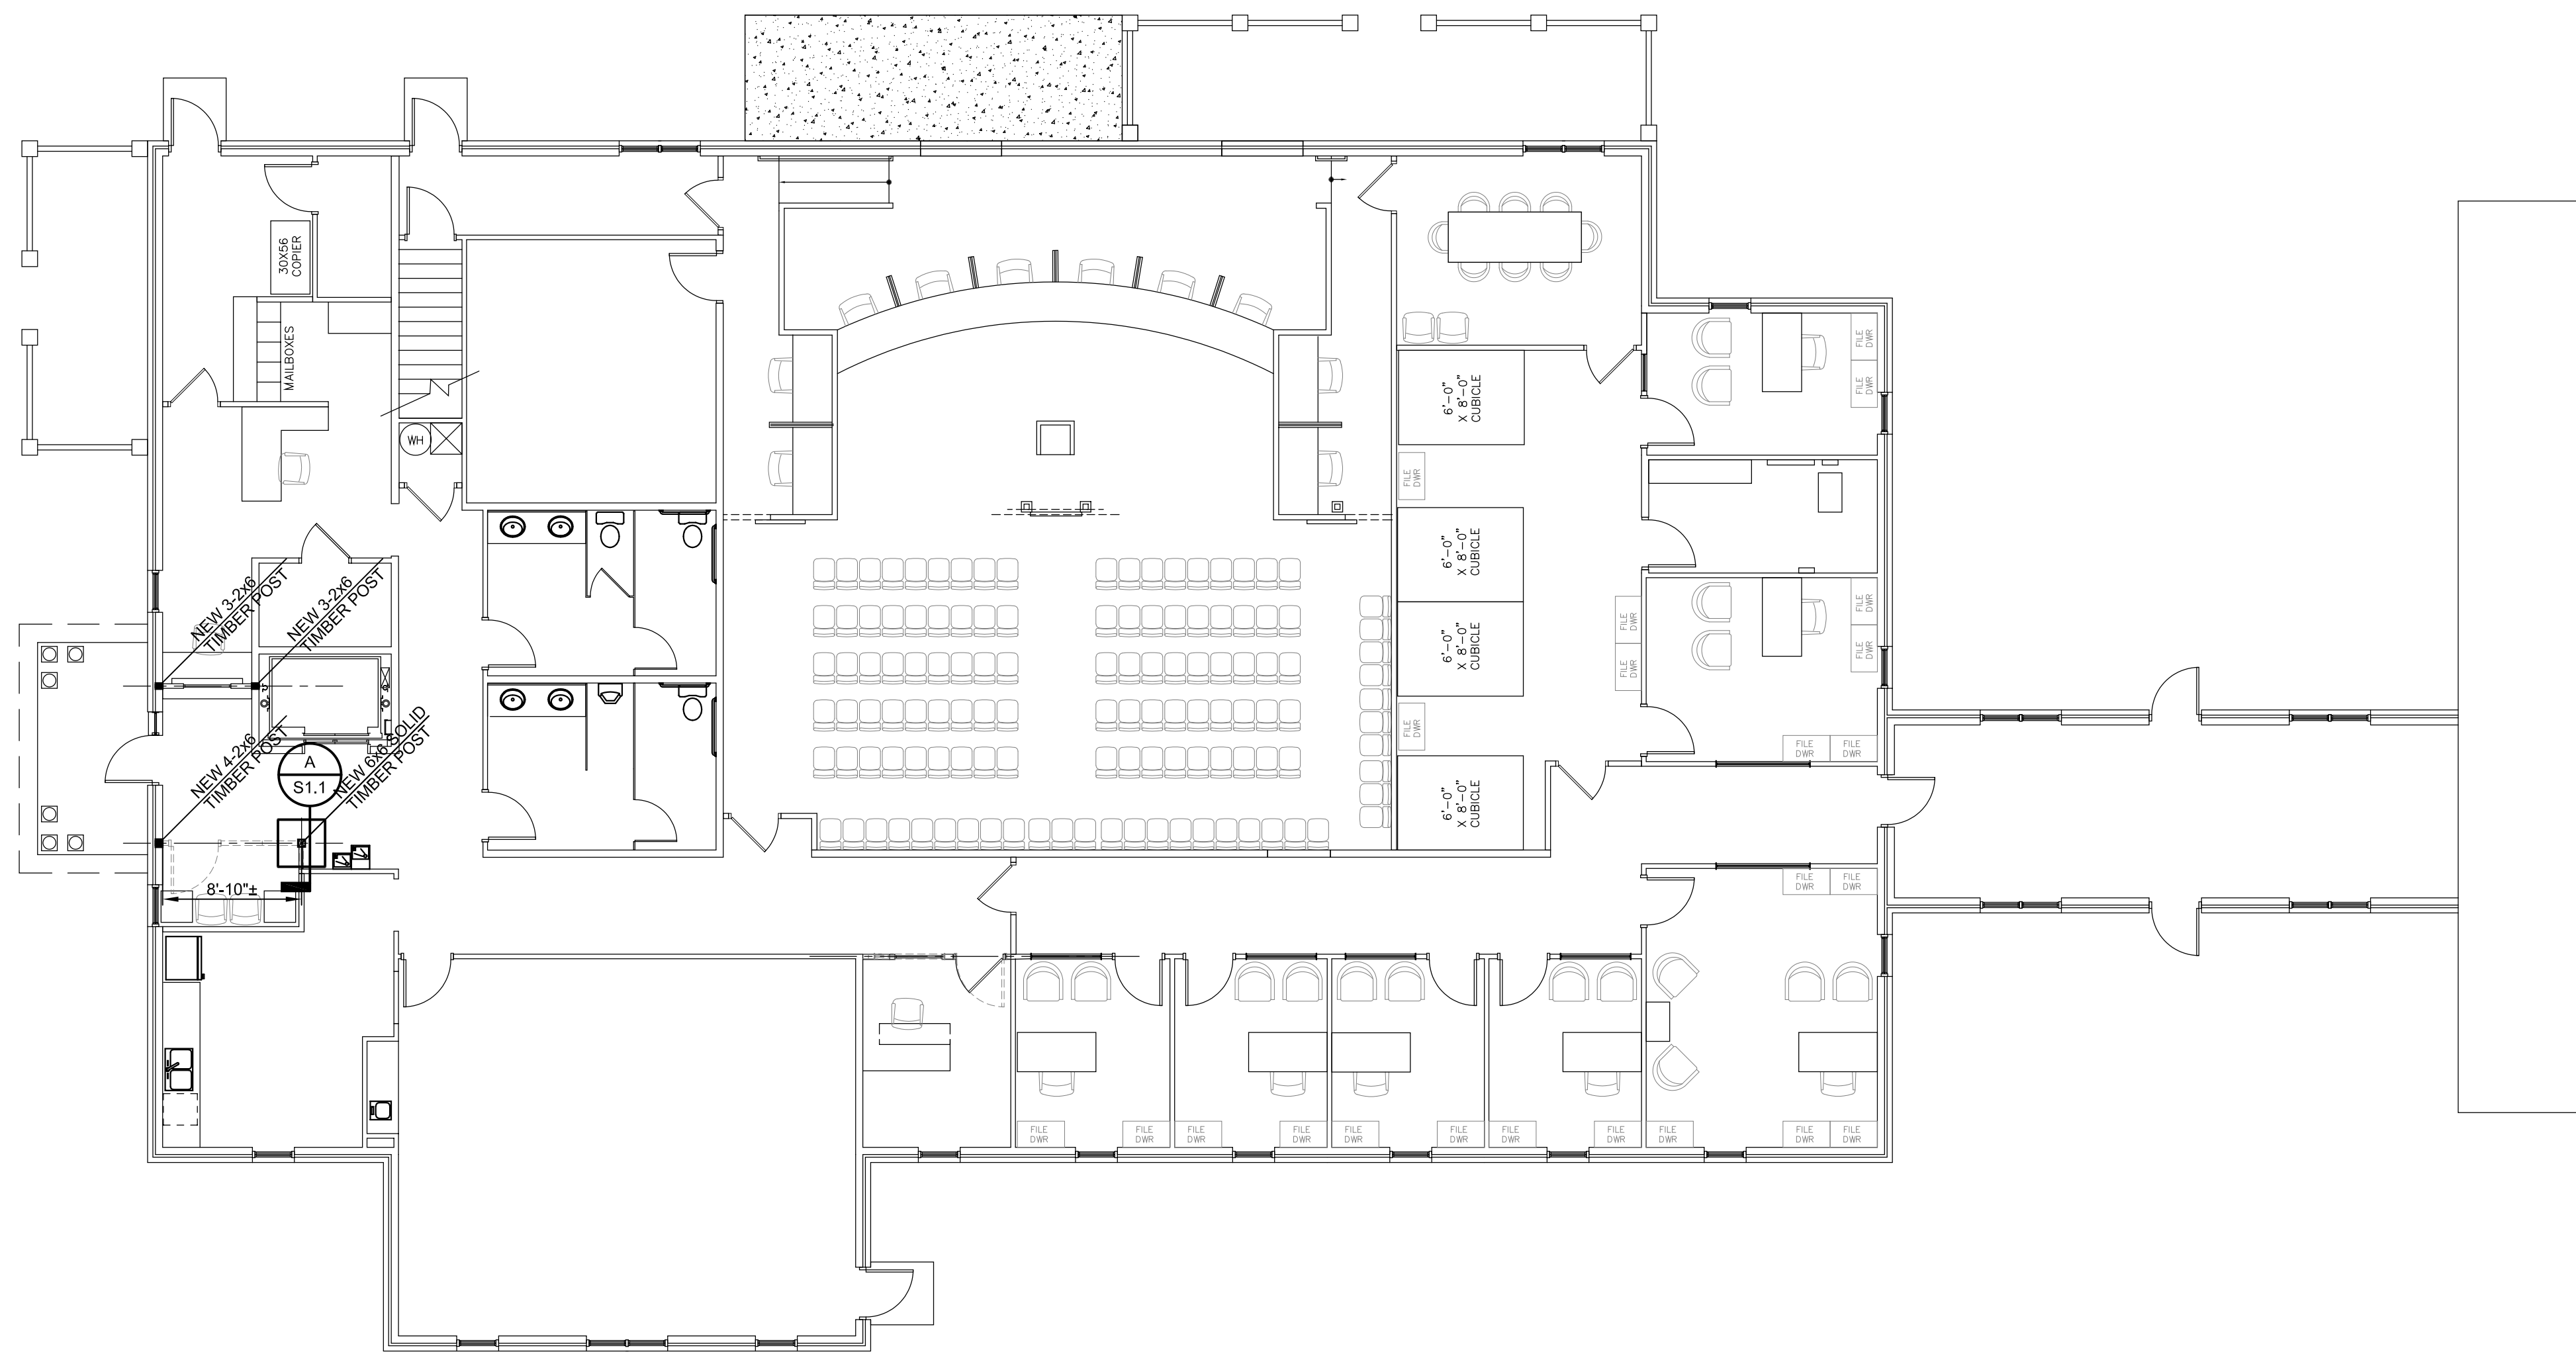 30X56
COPIER
MAILBOXES
WH
FILE
DWR
FILE
DWR
6'-0"
X 8'-0"
CUBICLE
FILE
DWR
6'-0"
X 8'-0"
CUBICLE
6'-0"
X 8'-0"
CUBICLE
FILE
DWR
FILE
DWR
FILE
DWR
FILE
DWR
FILE
DWR
6'-0"
X 8'-0"
CUBICLE
FILE
DWR
FILE
DWR
NEW 3-2x6
TIMBER POST
NEW 3-2x6
TIMBER POST
NEW 4-2x6
TIMBER POST
NEW 6x6 SOLID
TIMBER POST
A
S1.1
8'-10"±
FILE
DWR
FILE
DWR
FILE
DWR
FILE
DWR
FILE
DWR
FILE
DWR
FILE
DWR
FILE
DWR
FILE
DWR
FILE
DWR
FILE
DWR
FILE
DWR
FILE
DWR